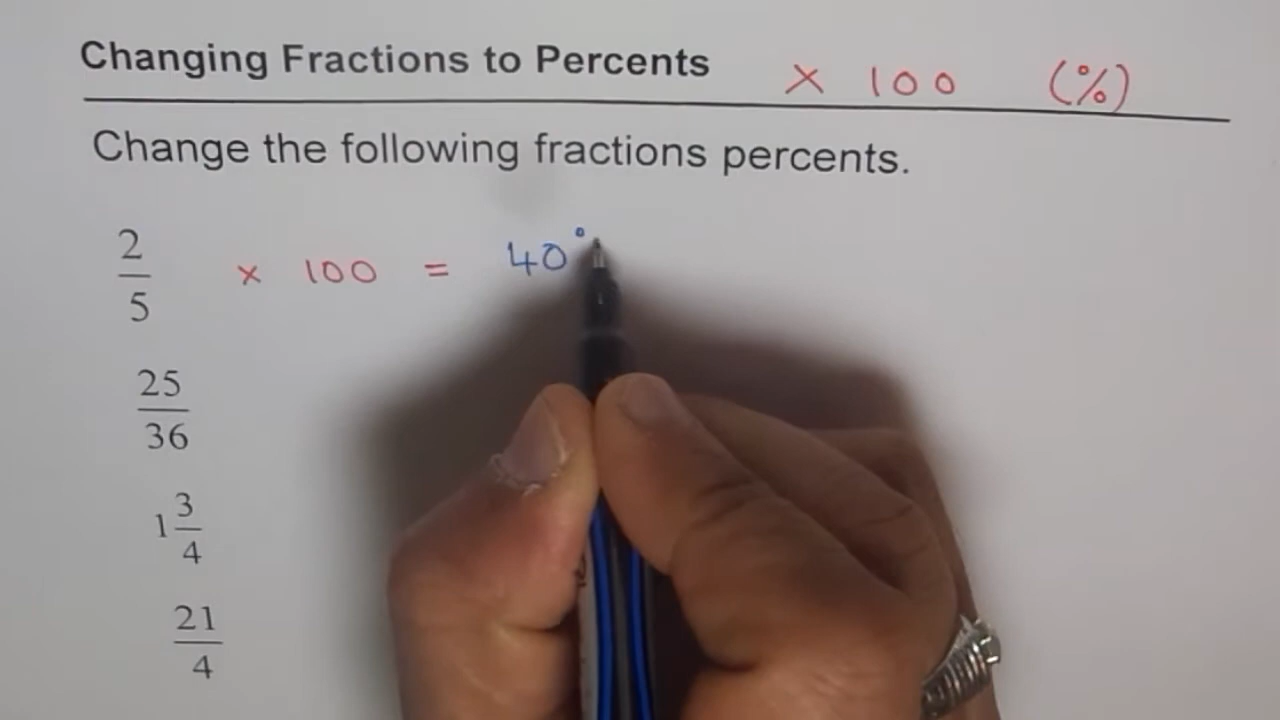 Changing Fractions to Percents × 100 (%)
Change the following fractions percents.
2/5 × 100 = 40°
25/36
1 3/4
21/4